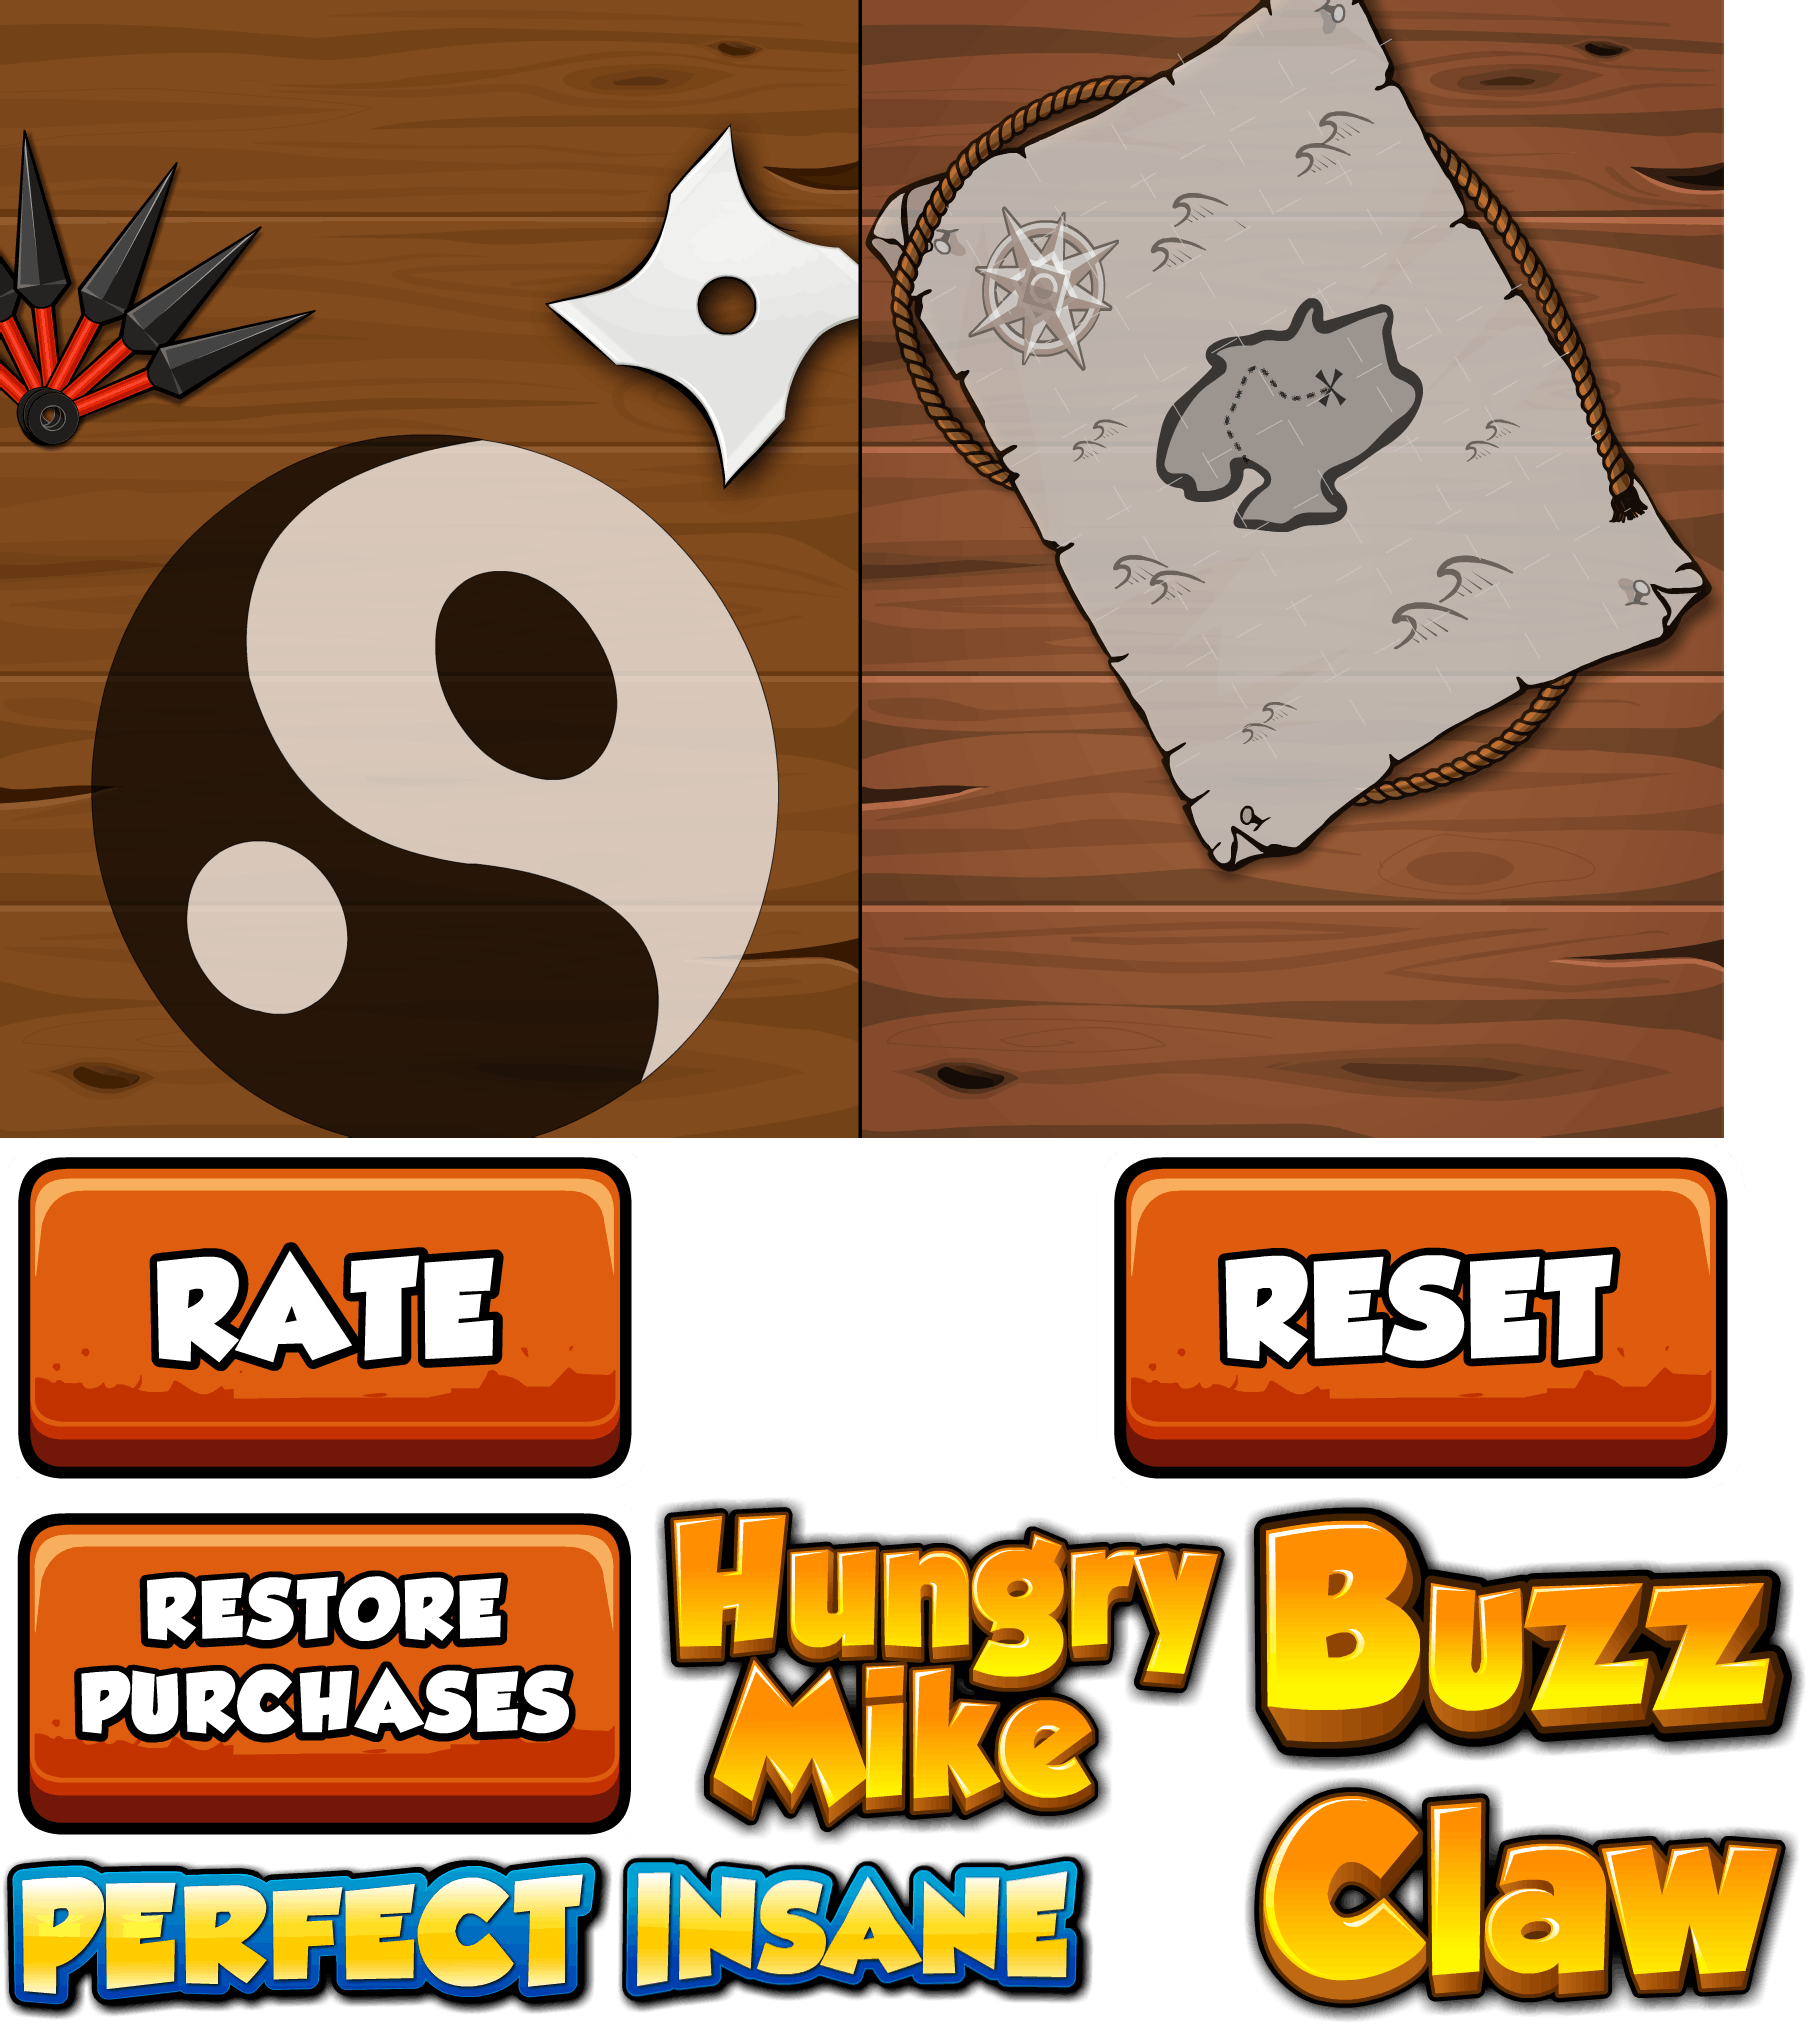 RATE
RESET
RESTORE
PURCHASES
Hungry
Mike
Buzz
Claw
PERFECT
INSANE